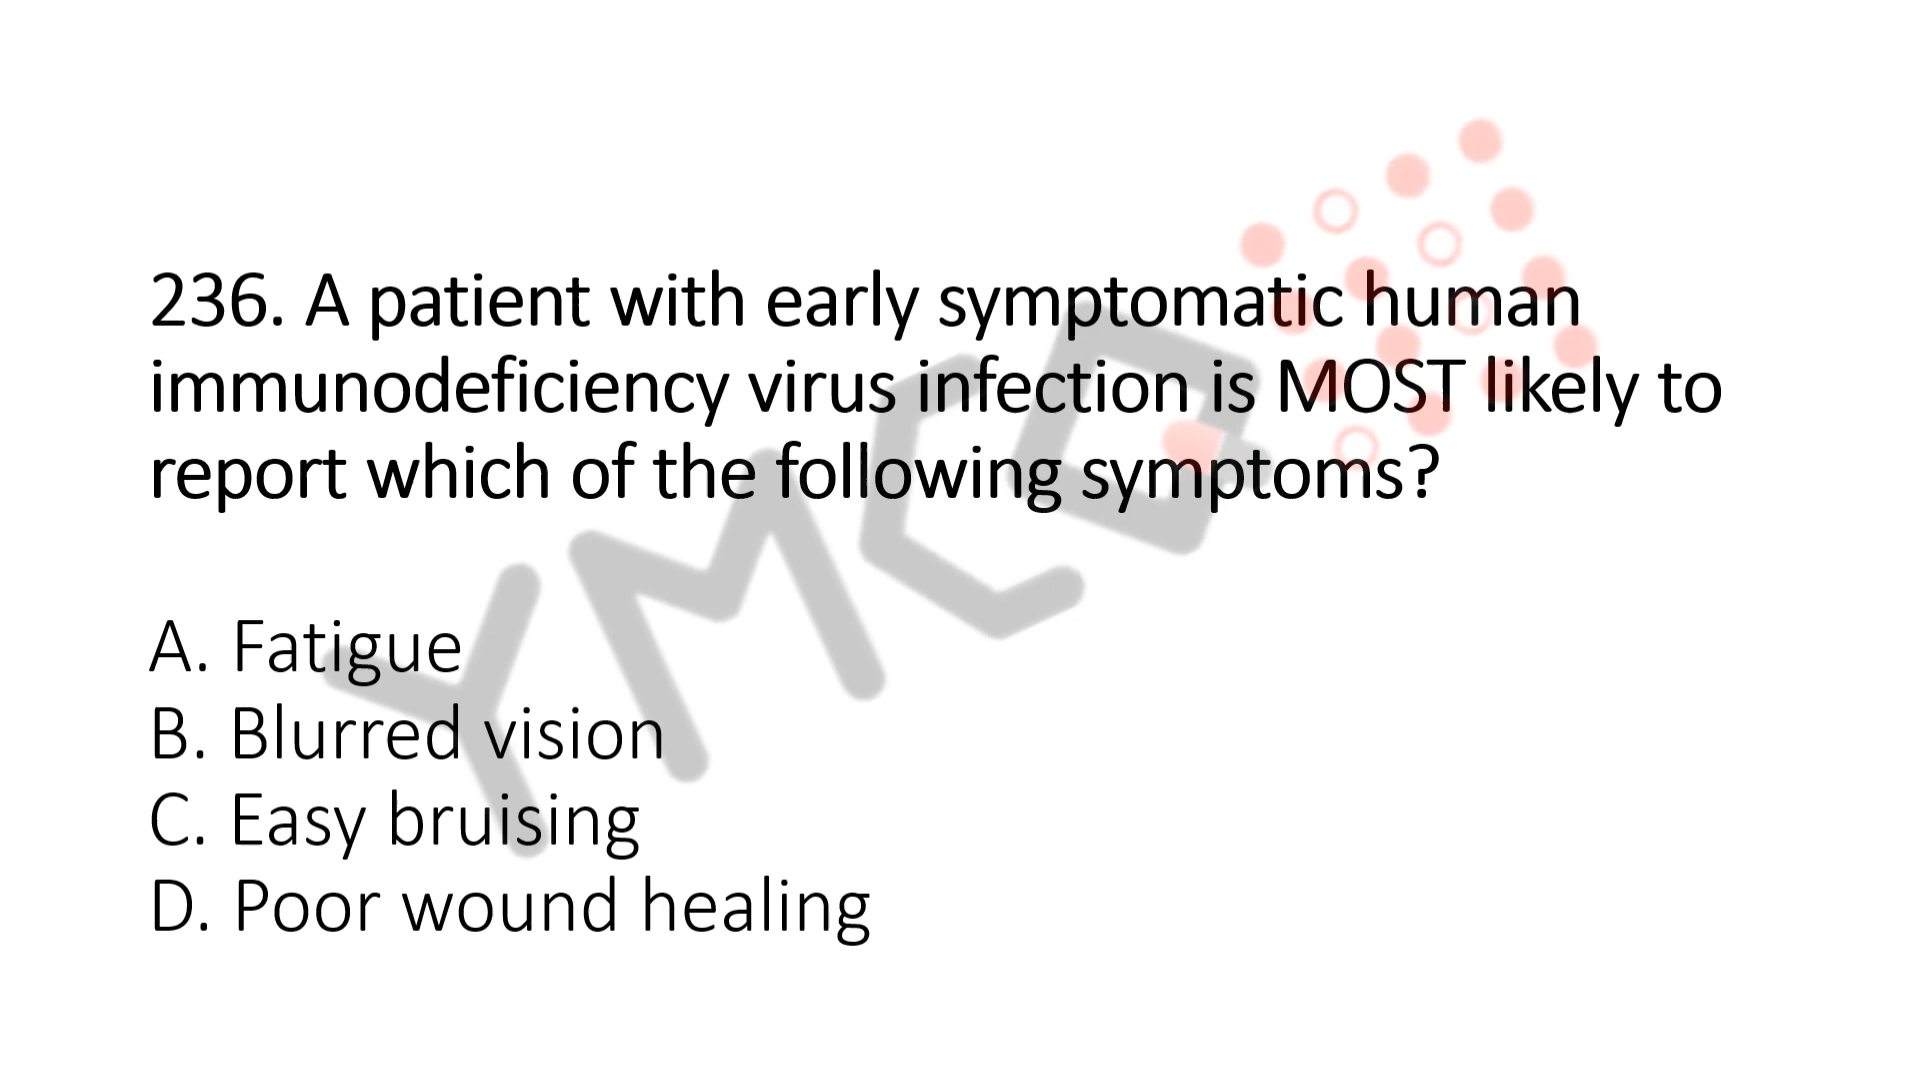 236. A patient with early symptomatic human
immunodeficiency virus infection is MOST likely to
report which of the following symptoms?
A. Fatigue
B. Blurred vision
C. Easy bruising
D. Poor wound healing
YMCD